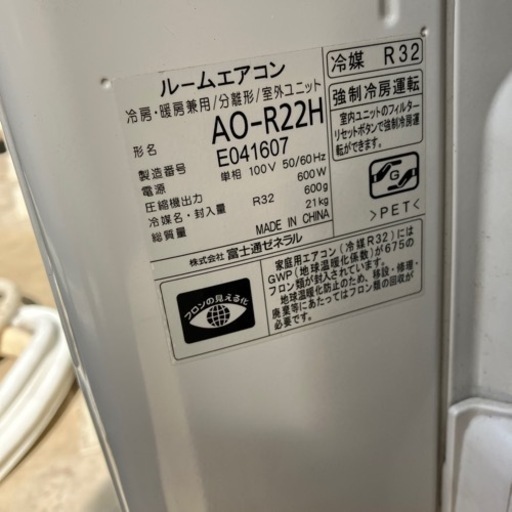 ルームエアコン
冷房・暖房兼用/分離形/室外ユニット
形名 AO-R22H
製造番号 E041607
電源 単相 100V 50/60Hz
圧縮機出力 600W
冷媒名・封入量 R32 600g
総質量 21kg
MADE IN CHINA
株式会社 富士通ゼネラル
冷媒 R32
強制冷房運転
室内ユニットのフィルター
リセットボタンで強制冷房運
転ができます。
G
>PET<
フロンの見える化
家庭用エアコン(冷媒R32)には
GWP(地球温暖化係数)が675の
フロン類が封入されています。
地球温暖化防止のため、移設・修理・
廃棄等にあたってはフロン類の回収が
必要です。